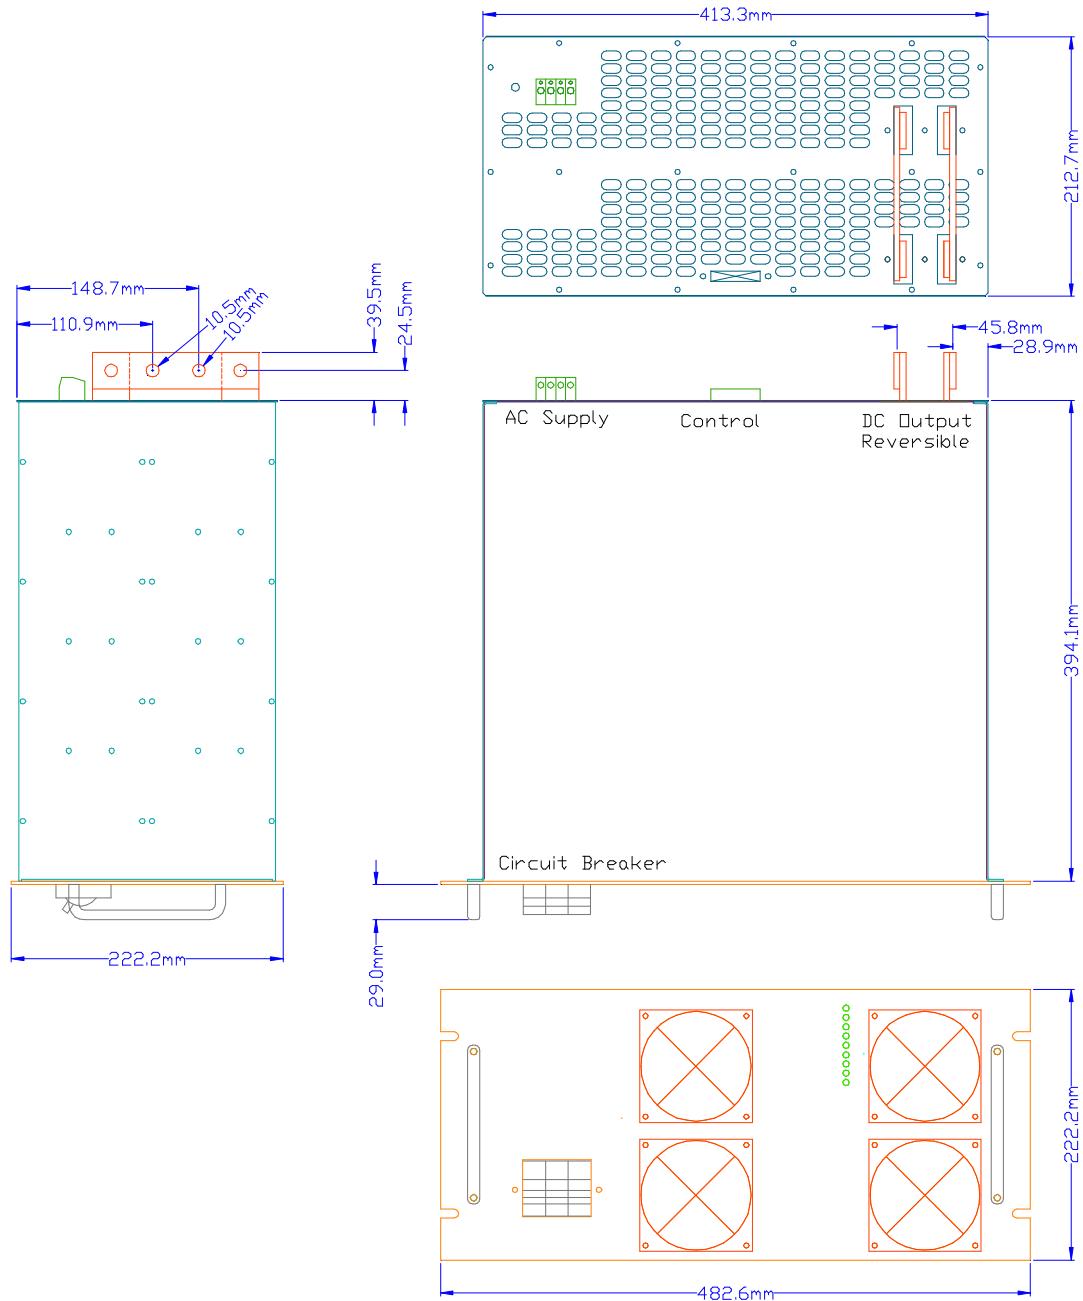 413.3mm
212.7mm
148.7mm
110.9mm
10.5mm
10.5mm
39.5mm
24.5mm
45.8mm
28.9mm
AC Supply
Control
DC Output
Reversible
394.1mm
Circuit Breaker
222.2mm
29.0mm
222.2mm
482.6mm